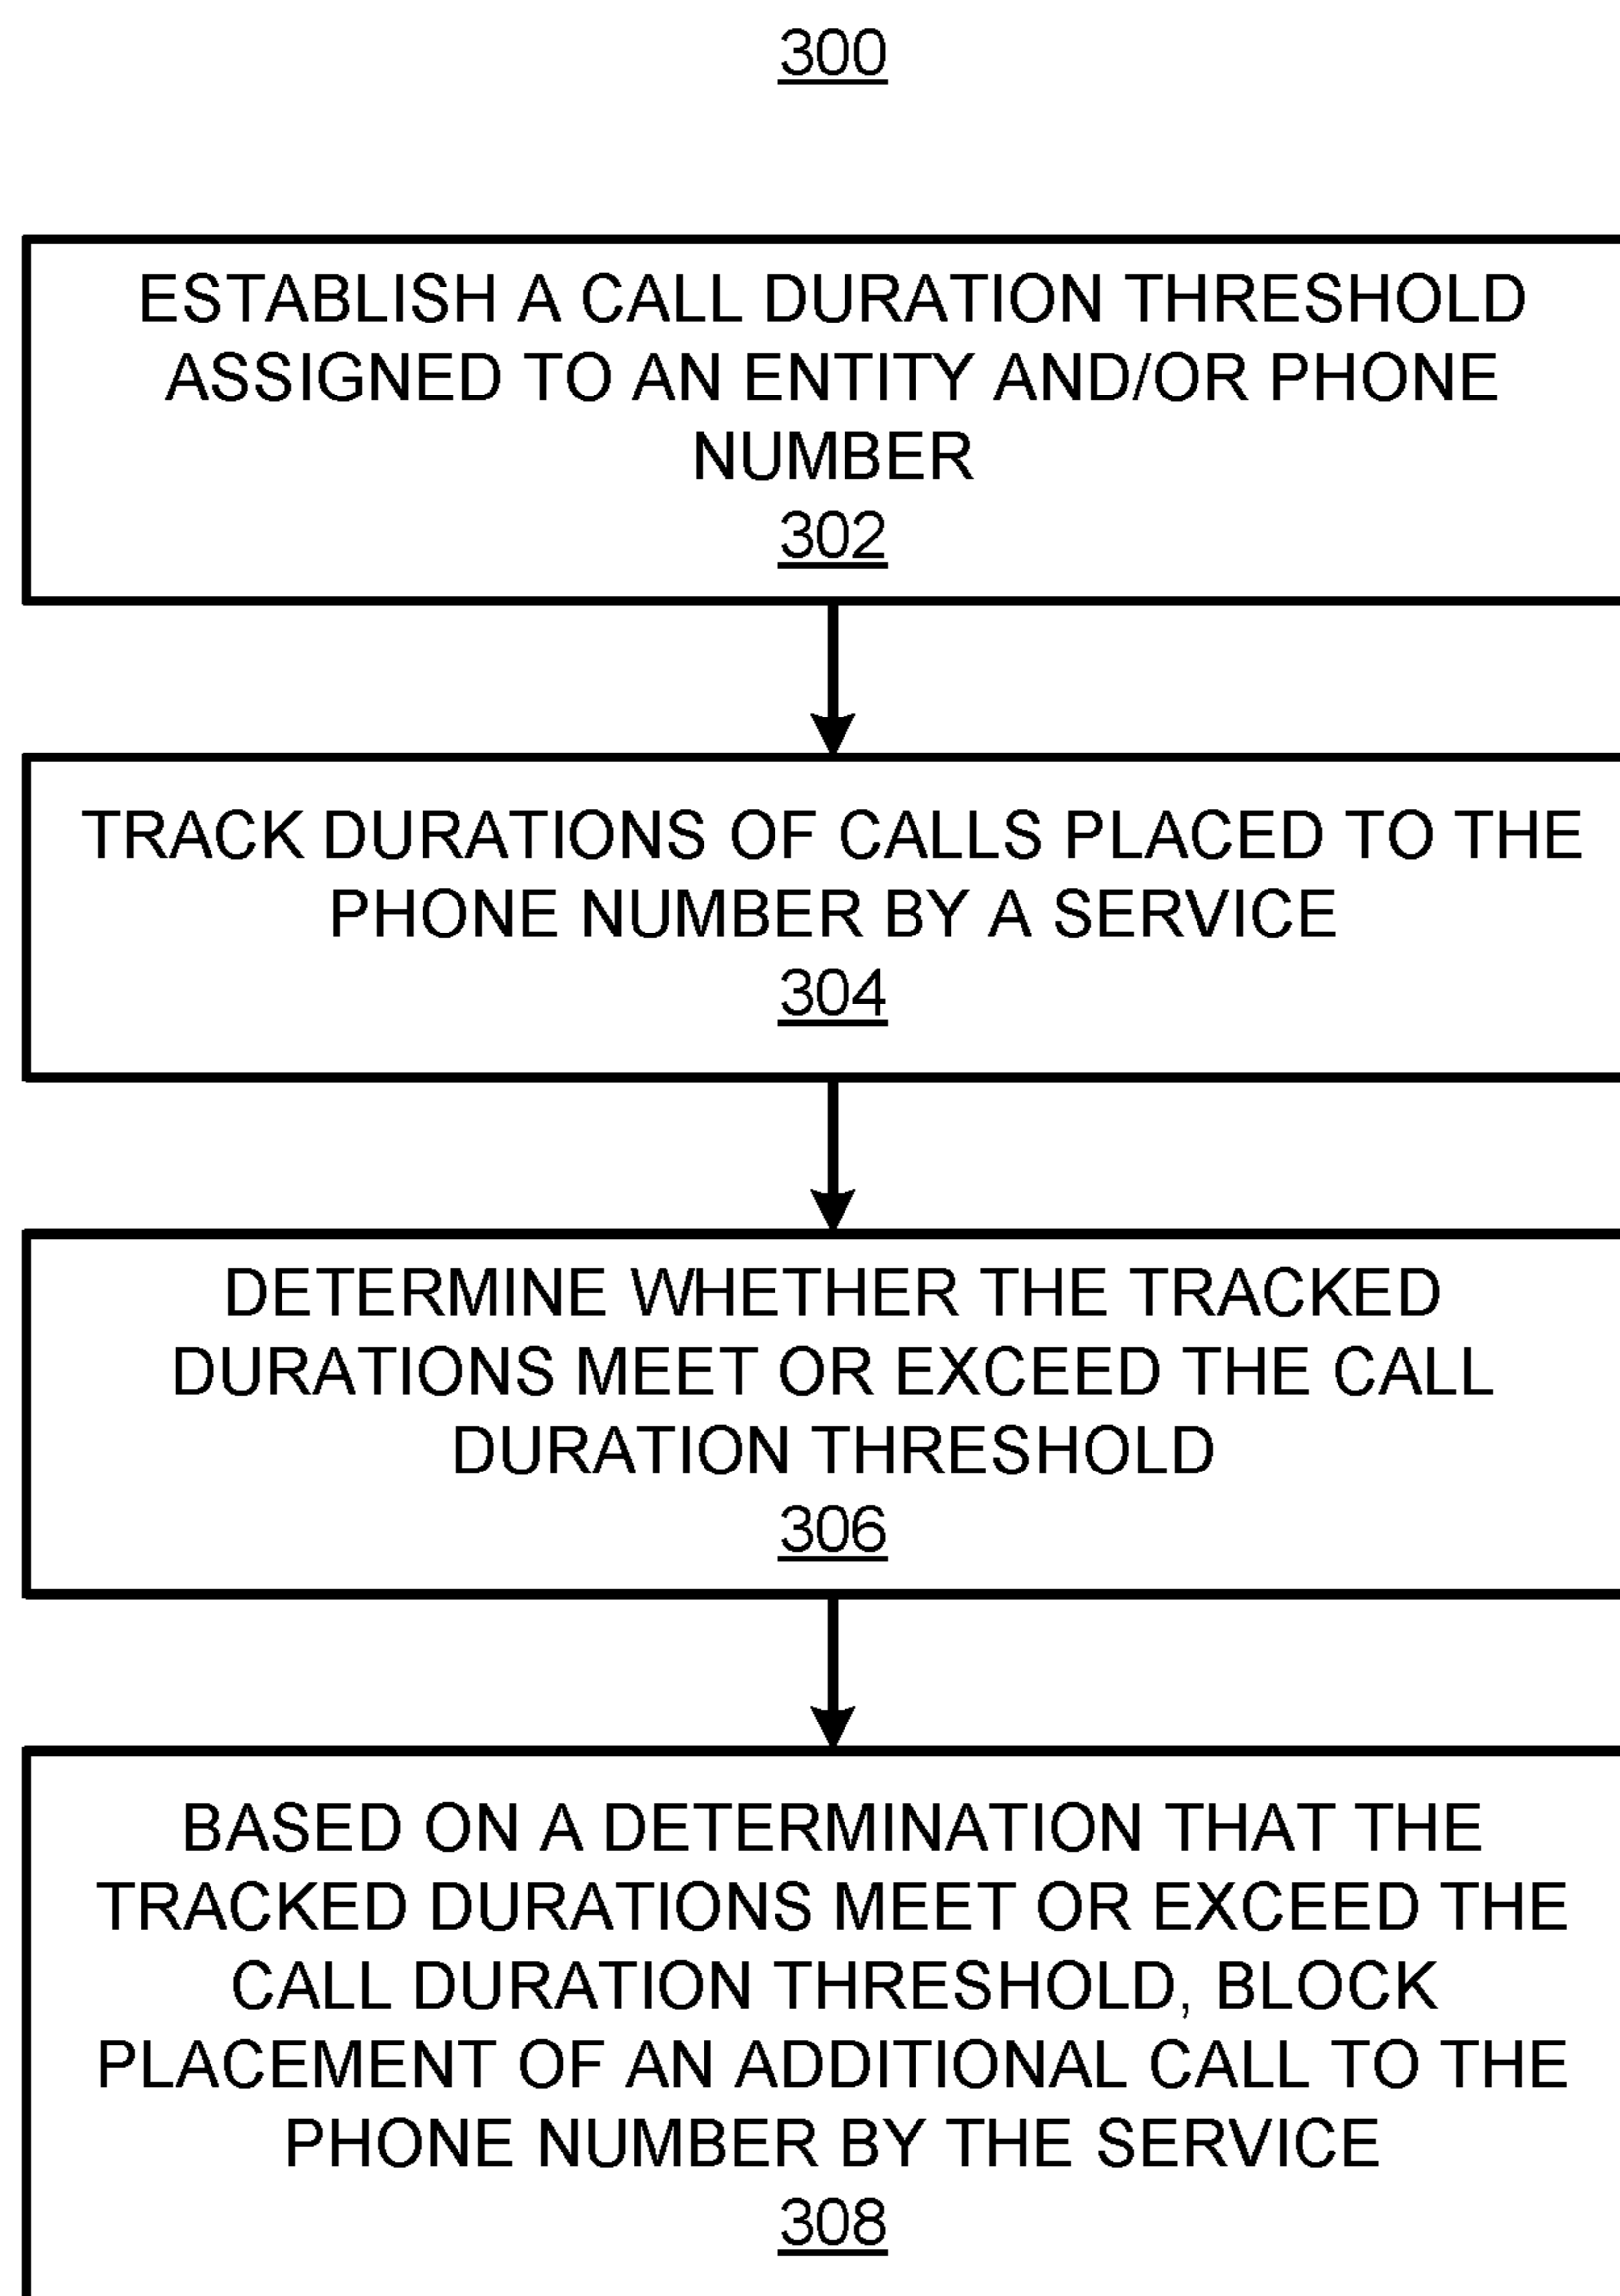 300
ESTABLISH A CALL DURATION THRESHOLD
ASSIGNED TO AN ENTITY AND/OR PHONE
NUMBER
302
TRACK DURATIONS OF CALLS PLACED TO THE
PHONE NUMBER BY A SERVICE
304
DETERMINE WHETHER THE TRACKED
DURATIONS MEET OR EXCEED THE CALL
DURATION THRESHOLD
306
BASED ON A DETERMINATION THAT THE
TRACKED DURATIONS MEET OR EXCEED THE
CALL DURATION THRESHOLD, BLOCK
PLACEMENT OF AN ADDITIONAL CALL TO THE
PHONE NUMBER BY THE SERVICE
308